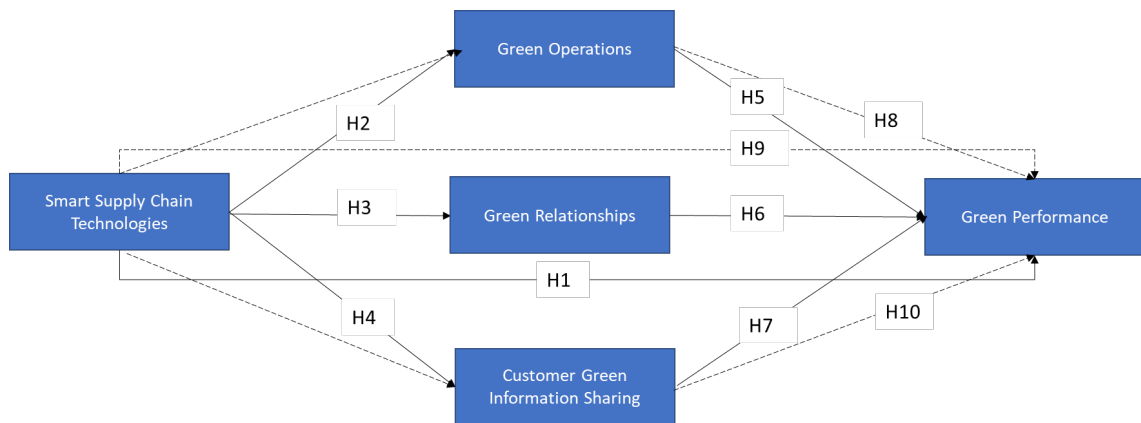 Green Operations
H5
H2
H8
H9
Smart Supply Chain
Technologies
H3
Green Relationships
H6
Green Performance
H1
H4
H7
H10
Customer Green
Information Sharing